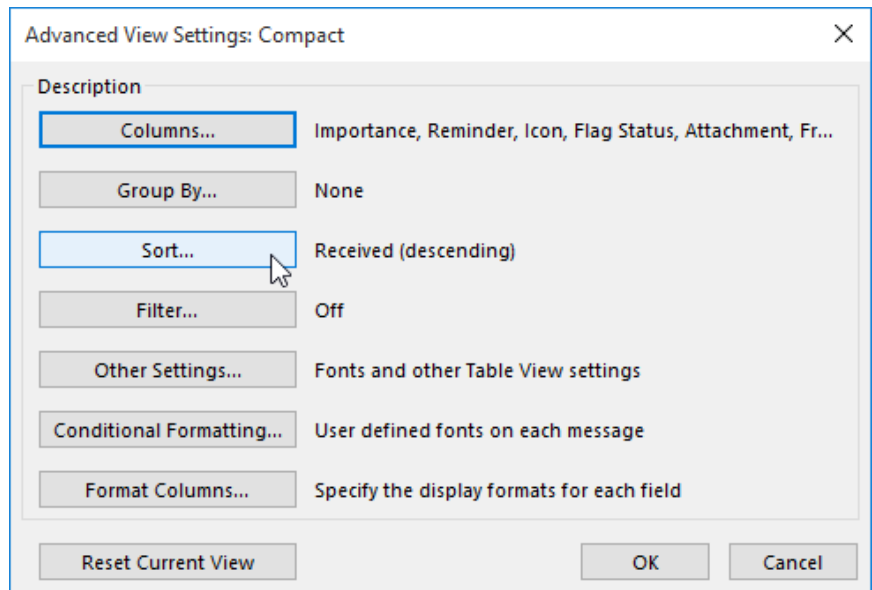 Advanced View Settings: Compact
Description
Columns... Importance, Reminder, Icon, Flag Status, Attachment, Fr...
Group By... None
Sort... Received (descending)
Filter... Off
Other Settings... Fonts and other Table View settings
Conditional Formatting... User defined fonts on each message
Format Columns... Specify the display formats for each field
Reset Current View OK Cancel